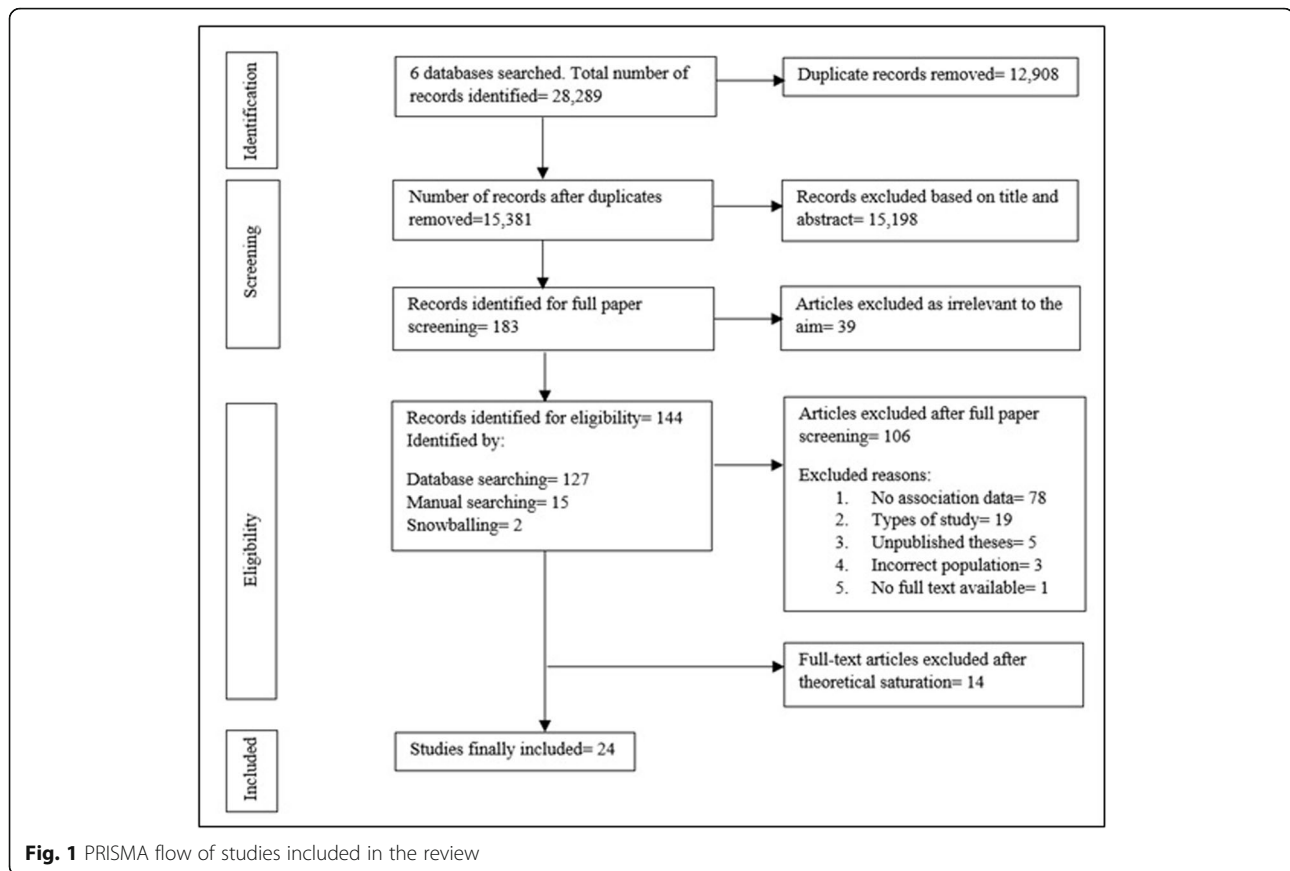 Identification
6 databases searched. Total number of
records identified= 28,289
Duplicate records removed= 12,908
Screening
Number of records after duplicates
removed=15,381
Records excluded based on title and
abstract= 15,198
Records identified for full paper
screening= 183
Articles excluded as irrelevant to the
aim= 39
Eligibility
Records identified for eligibility= 144
Identified by:
Database searching= 127
Manual searching= 15
Snowballing= 2
Articles excluded after full paper
screening= 106
Excluded reasons:
1. No association data= 78
2. Types of study= 19
3. Unpublished theses= 5
4. Incorrect population= 3
5. No full text available= 1
Full-text articles excluded after
theoretical saturation= 14
Included
Studies finally included= 24
Fig. 1 PRISMA flow of studies included in the review